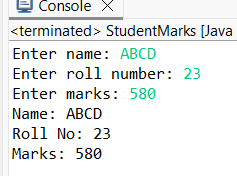 Console
<terminated> StudentMarks [Java
Enter name: ABCD
Enter roll number: 23
Enter marks: 580
Name: ABCD
Roll No: 23
Marks: 580